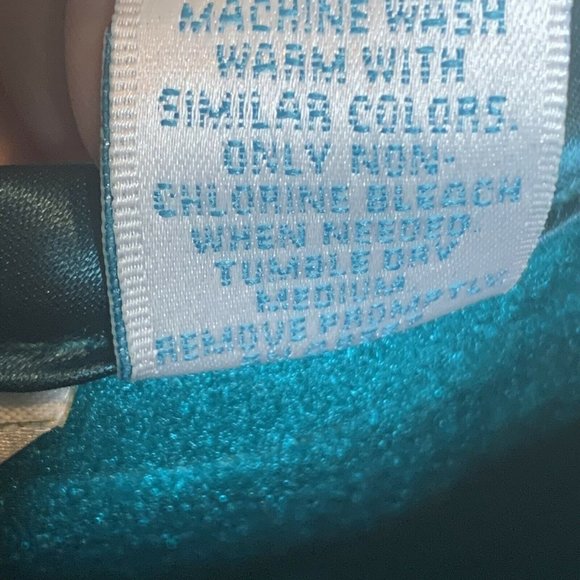 MACHINE WASH
WARM WITH
SIMILAR COLORS.
ONLY NON-
CHLORINE BLEACH
WHEN NEEDED.
TUMBLE DRY
MEDIUM
REMOVE PROMPTLY